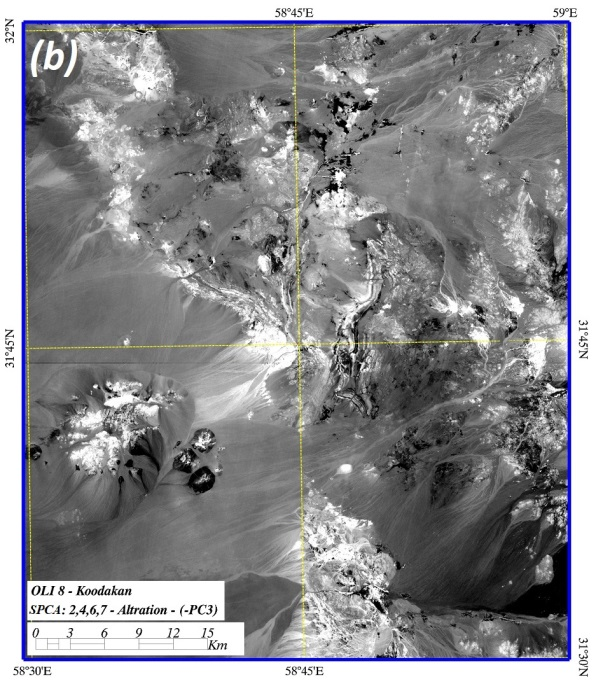 58°45'E
59°E
32°N
(b)
31°45'N
31°45'N
OLI 8 - Koodakan
SPCA: 2,4,6,7 - Altration - (-PC3)
0 3 6 9 12 15
Km
31°30'N
58°30'E
58°45'E